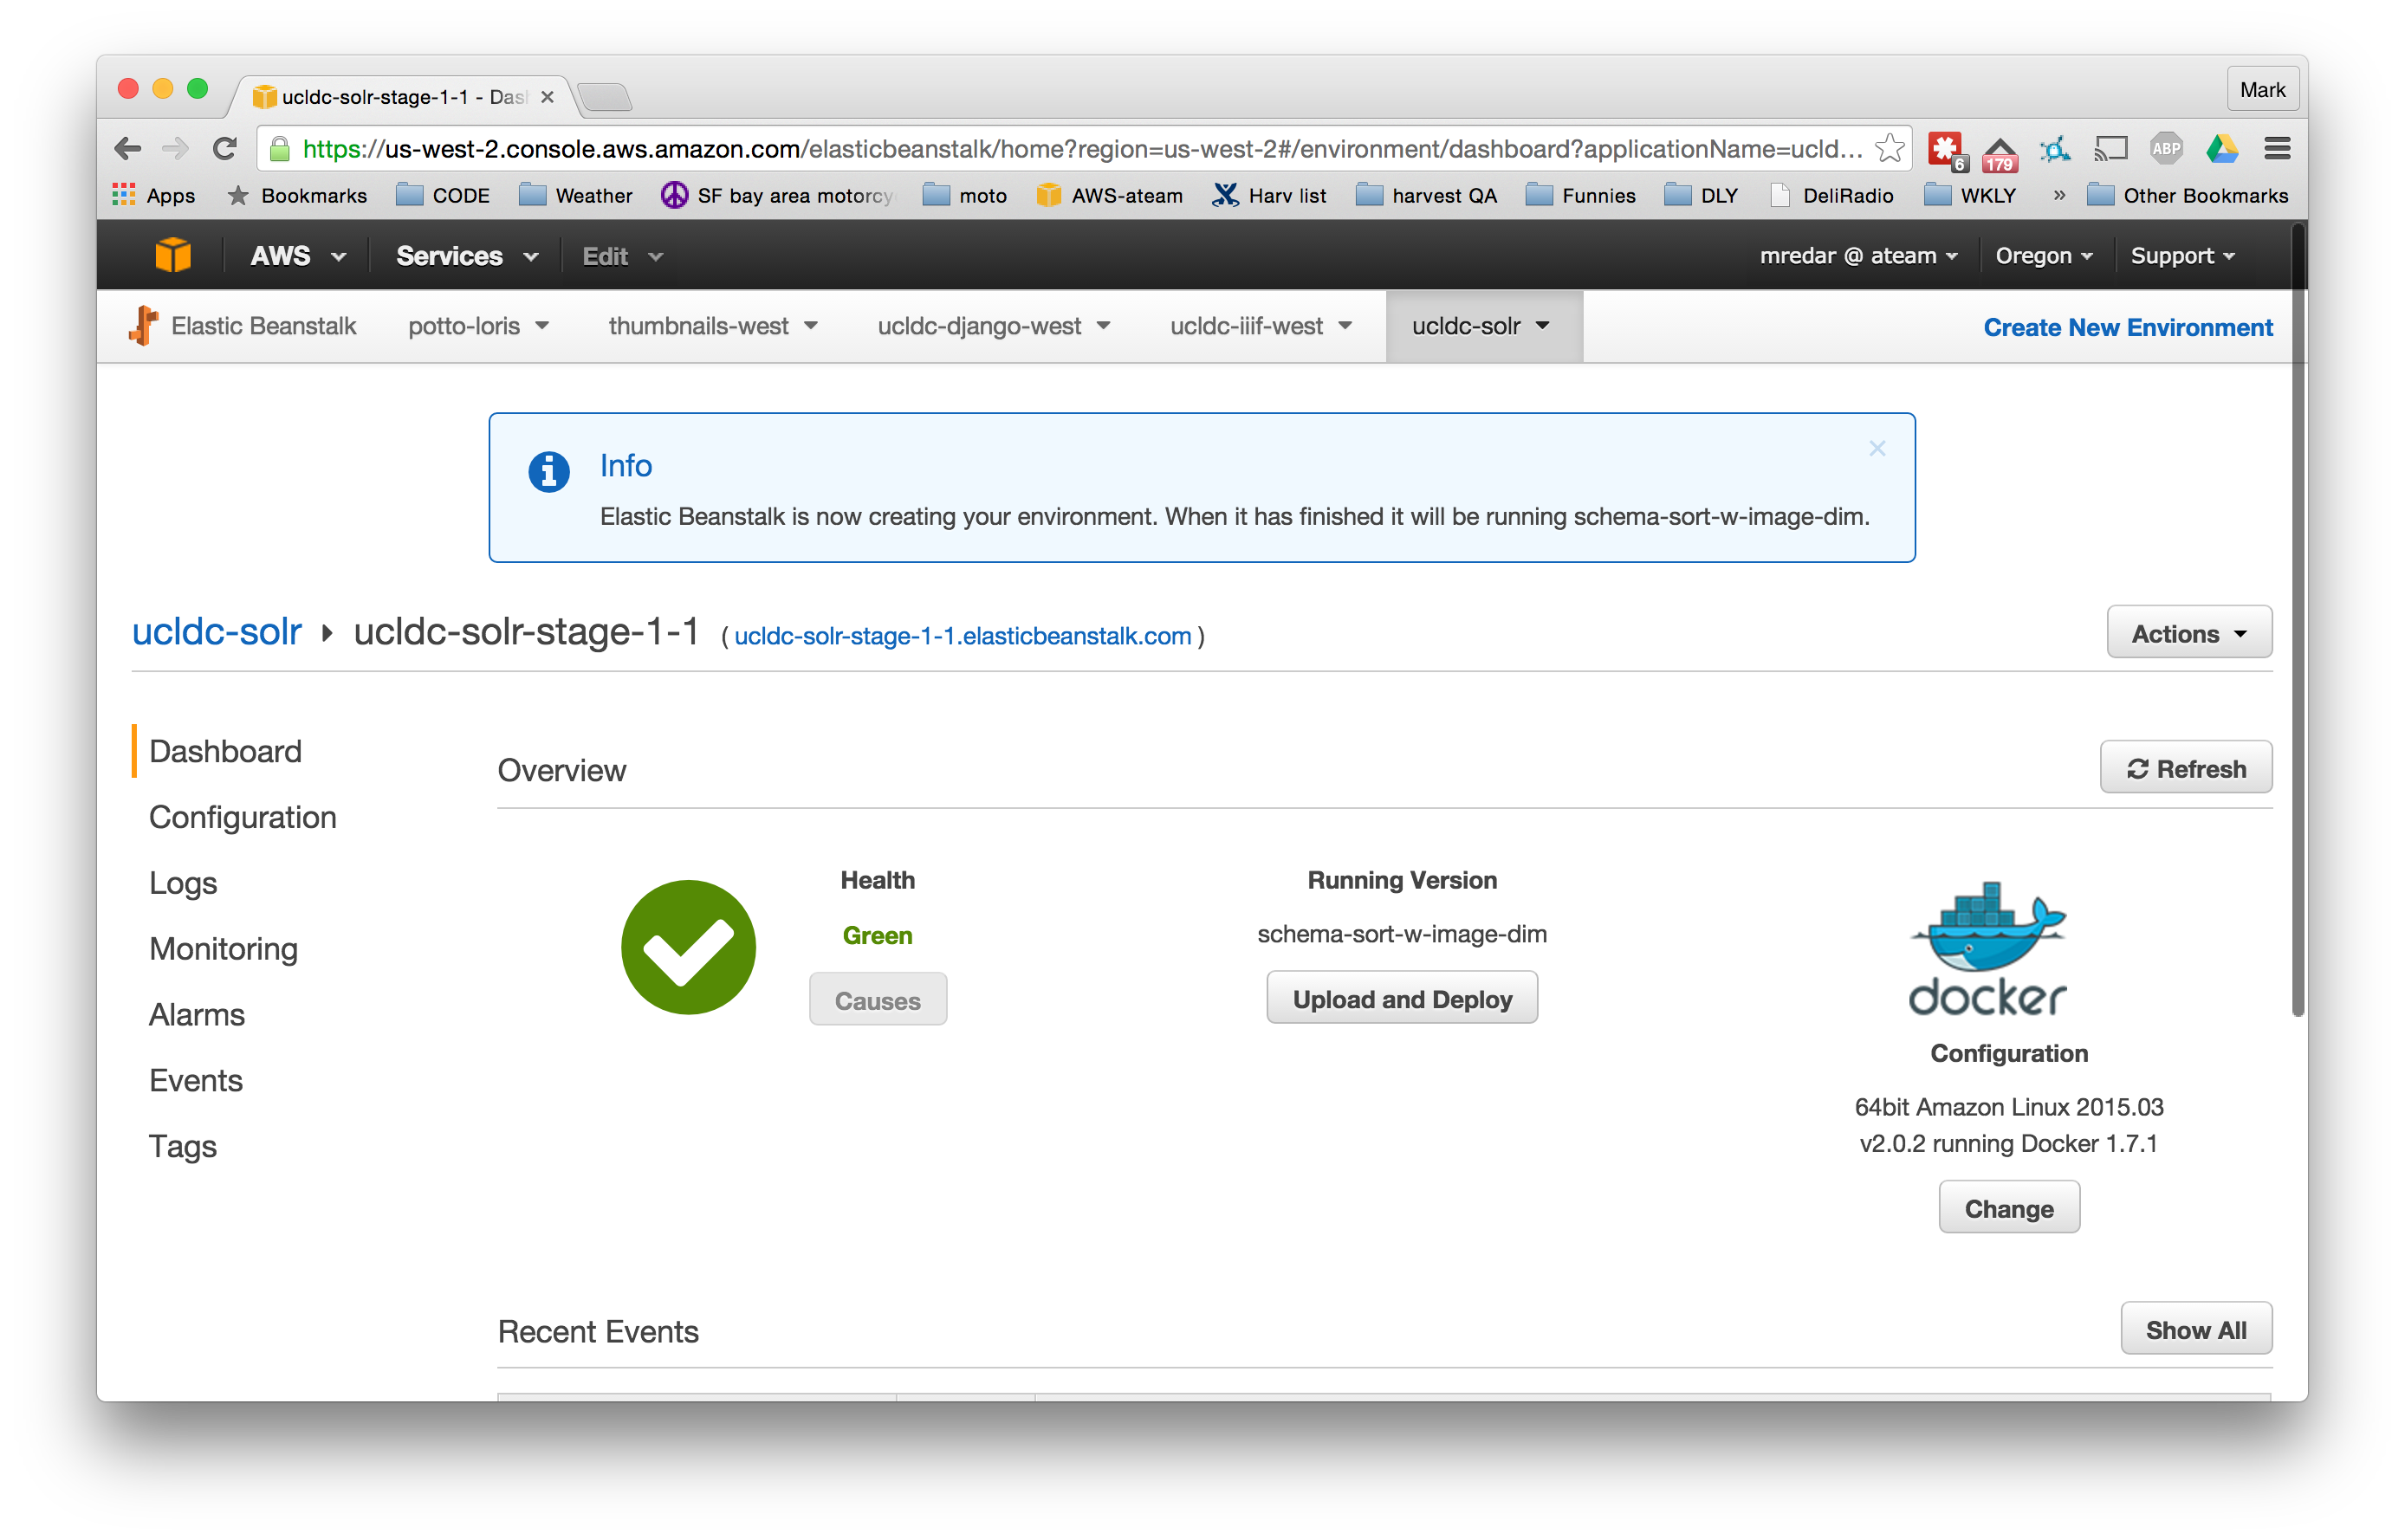 ucldc-solr-stage-1-1 - Das
Mark
https://us-west-2.console.aws.amazon.com/elasticbeanstalk/home?region=us-west-2#/environment/dashboard?applicationName=ucld...
6
179
ABP
Apps Bookmarks CODE Weather SF bay area motorcy moto AWS-ateam Harv list harvest QA Funnies DLY DeliRadio WKLY » Other Bookmarks
AWS Services Edit mredar @ ateam Oregon Support
Elastic Beanstalk potto-loris thumbnails-west ucldc-django-west ucldc-iiif-west ucldc-solr Create New Environment
Info
Elastic Beanstalk is now creating your environment. When it has finished it will be running schema-sort-w-image-dim.
ucldc-solr ucldc-solr-stage-1-1 ( ucldc-solr-stage-1-1.elasticbeanstalk.com ) Actions
Dashboard
Configuration
Logs
Monitoring
Alarms
Events
Tags
Overview
Refresh
Health
Green
Causes
Running Version
schema-sort-w-image-dim
Upload and Deploy
docker
Configuration
64bit Amazon Linux 2015.03
v2.0.2 running Docker 1.7.1
Change
Recent Events
Show All